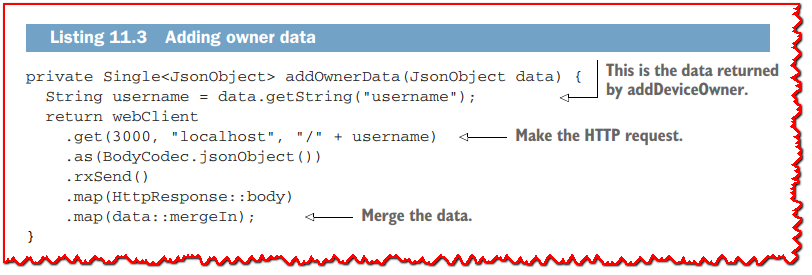 Listing 11.3 Adding owner data
private Single<JsonObject> addOwnerData(JsonObject data) {
This is the data returned
by addDeviceOwner.
String username = data.getString("username");
return webClient
.get(3000, "localhost", "/" + username)
Make the HTTP request.
.as(BodyCodec.jsonObject())
.rxSend()
.map(HttpResponse::body)
.map(data::mergeIn);
Merge the data.
}